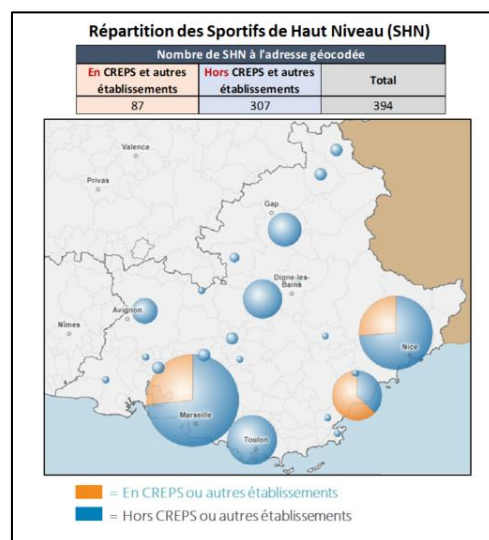 Répartition des Sportifs de Haut Niveau (SHN)
Nombre de SHN à l'adresse géocodée
En CREPS et autres établissements
Hors CREPS et autres établissements
Total
87 307 394
Valence
Privas
Gap
Digne-les-Bains
Avignon
Nîmes
Nice
Marseille
Toulon
= En CREPS ou autres établissements
= Hors CREPS ou autres établissements